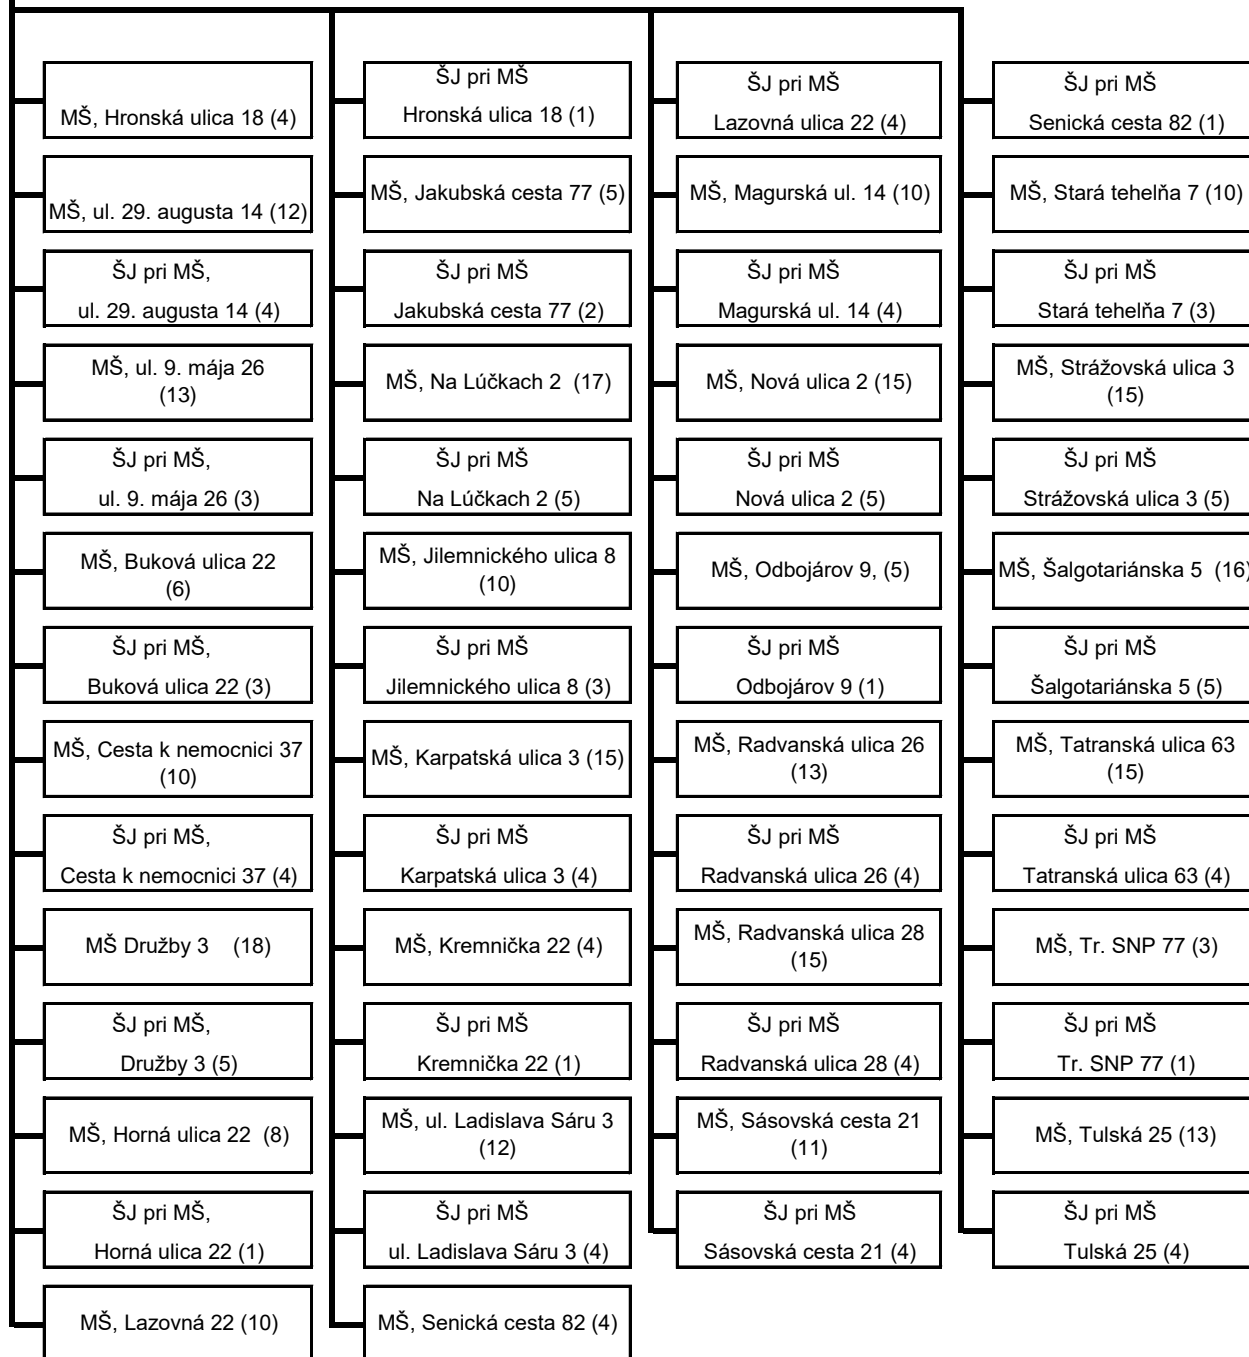 MŠ, Hronská ulica 18 (4)
MŠ, ul. 29. augusta 14 (12)
ŠJ pri MŠ,
ul. 29. augusta 14 (4)
MŠ, ul. 9. mája 26
(13)
ŠJ pri MŠ,
ul. 9. mája 26 (3)
MŠ, Buková ulica 22
(6)
ŠJ pri MŠ,
Buková ulica 22 (3)
MŠ, Cesta k nemocnici 37
(10)
ŠJ pri MŠ,
Cesta k nemocnici 37 (4)
MŠ Družby 3 (18)
ŠJ pri MŠ,
Družby 3 (5)
MŠ, Horná ulica 22 (8)
ŠJ pri MŠ,
Horná ulica 22 (1)
MŠ, Lazovná 22 (10)
ŠJ pri MŠ
Hronská ulica 18 (1)
MŠ, Jakubská cesta 77 (5)
ŠJ pri MŠ
Jakubská cesta 77 (2)
MŠ, Na Lúčkach 2 (17)
ŠJ pri MŠ
Na Lúčkach 2 (5)
MŠ, Jilemnického ulica 8
(10)
ŠJ pri MŠ
Jilemnického ulica 8 (3)
MŠ, Karpatská ulica 3 (15)
ŠJ pri MŠ
Karpatská ulica 3 (4)
MŠ, Kremnička 22 (4)
ŠJ pri MŠ
Kremnička 22 (1)
MŠ, ul. Ladislava Sáru 3
(12)
ŠJ pri MŠ
ul. Ladislava Sáru 3 (4)
MŠ, Senická cesta 82 (4)
ŠJ pri MŠ
Lazovná ulica 22 (4)
MŠ, Magurská ul. 14 (10)
ŠJ pri MŠ
Magurská ul. 14 (4)
MŠ, Nová ulica 2 (15)
ŠJ pri MŠ
Nová ulica 2 (5)
MŠ, Odbojárov 9, (5)
ŠJ pri MŠ
Odbojárov 9 (1)
MŠ, Radvanská ulica 26
(13)
ŠJ pri MŠ
Radvanská ulica 26 (4)
MŠ, Radvanská ulica 28
(15)
ŠJ pri MŠ
Radvanská ulica 28 (4)
MŠ, Sásovská cesta 21
(11)
ŠJ pri MŠ
Sásovská cesta 21 (4)
ŠJ pri MŠ
Senická cesta 82 (1)
MŠ, Stará tehelňa 7 (10)
ŠJ pri MŠ
Stará tehelňa 7 (3)
MŠ, Strážovská ulica 3
(15)
ŠJ pri MŠ
Strážovská ulica 3 (5)
MŠ, Šalgotariánska 5 (16)
ŠJ pri MŠ
Šalgotariánska 5 (5)
MŠ, Tatranská ulica 63
(15)
ŠJ pri MŠ
Tatranská ulica 63 (4)
MŠ, Tr. SNP 77 (3)
ŠJ pri MŠ
Tr. SNP 77 (1)
MŠ, Tulská 25 (13)
ŠJ pri MŠ
Tulská 25 (4)